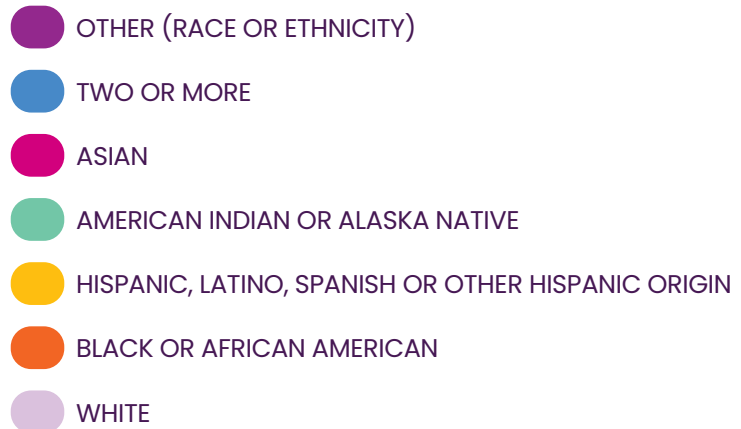 OTHER (RACE OR ETHNICITY)
TWO OR MORE
ASIAN
AMERICAN INDIAN OR ALASKA NATIVE
HISPANIC, LATINO, SPANISH OR OTHER HISPANIC ORIGIN
BLACK OR AFRICAN AMERICAN
WHITE